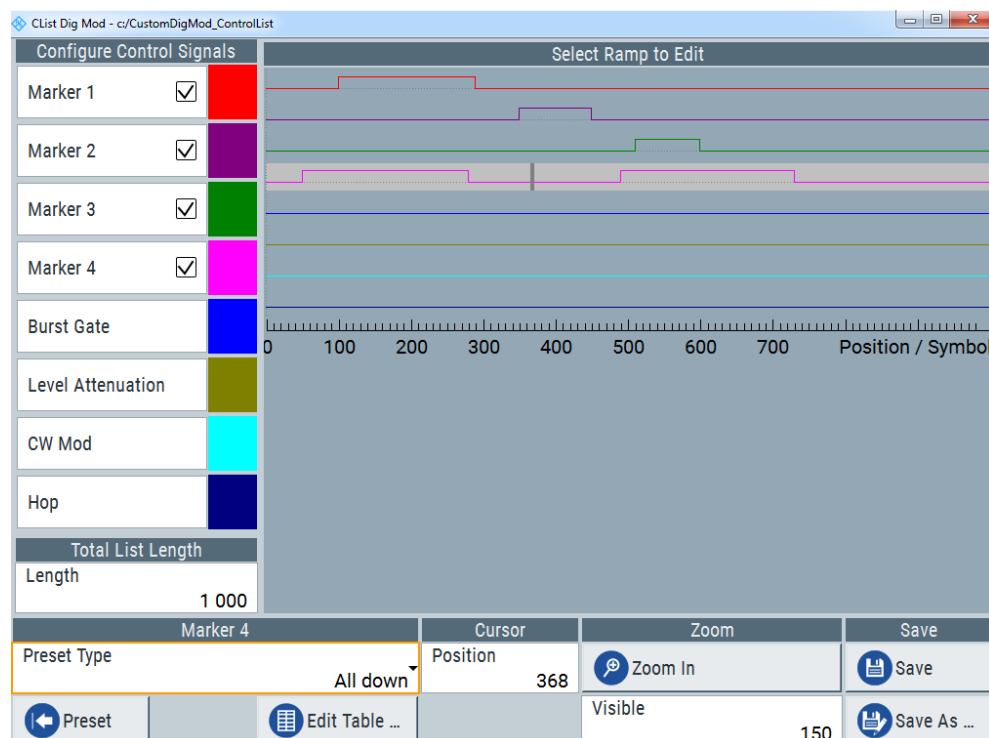 CList Dig Mod - c:/CustomDigMod_ControlList
Configure Control Signals
Select Ramp to Edit
Marker 1
Marker 2
Marker 3
Marker 4
Burst Gate
Level Attenuation
CW Mod
Hop
0 100 200 300 400 500 600 700 Position / Symbol
Total List Length
Length
1 000
Marker 4
Cursor
Zoom
Save
Preset Type
All down
Position
368
Zoom In
Save
Preset
Edit Table ...
Visible
150
Save As ...